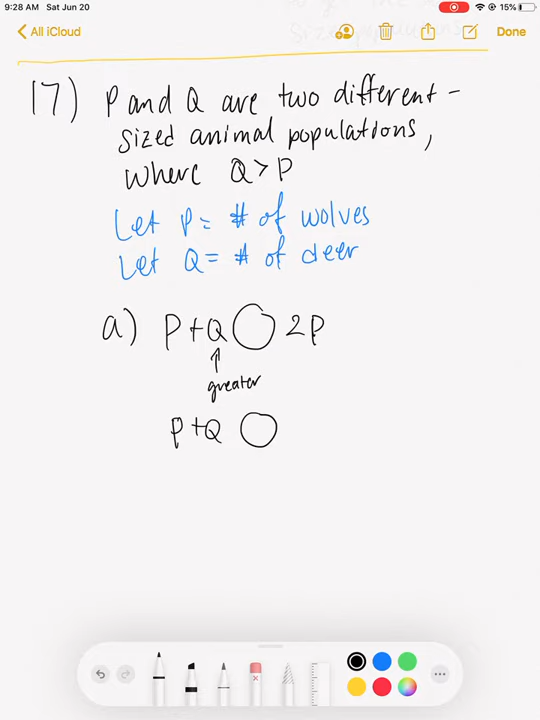 9:28 AM Sat Jun 20
15%
All iCloud
Done
17) P and Q are two different-
sized animal populations,
where Q>P
Let P= # of wolves
Let Q= # of deer
a) P+Q ◯ 2P
↑
greater
P+Q ◯